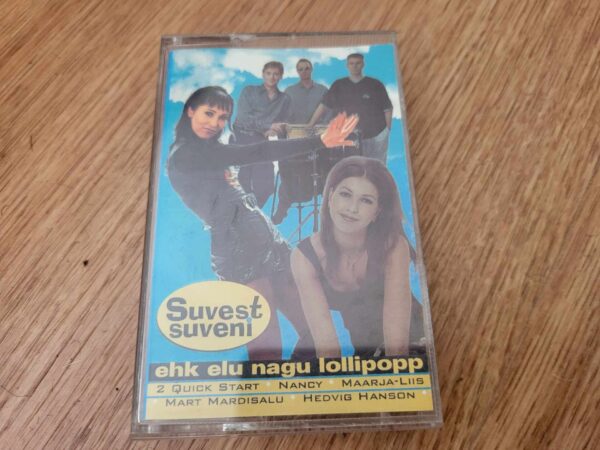 Suvest
suveni
ehk elu nagu lollipopp
2 Quick Start • Nancy • Maarja-Liis
• Mart Mardisalu • Hedvig Hanson •